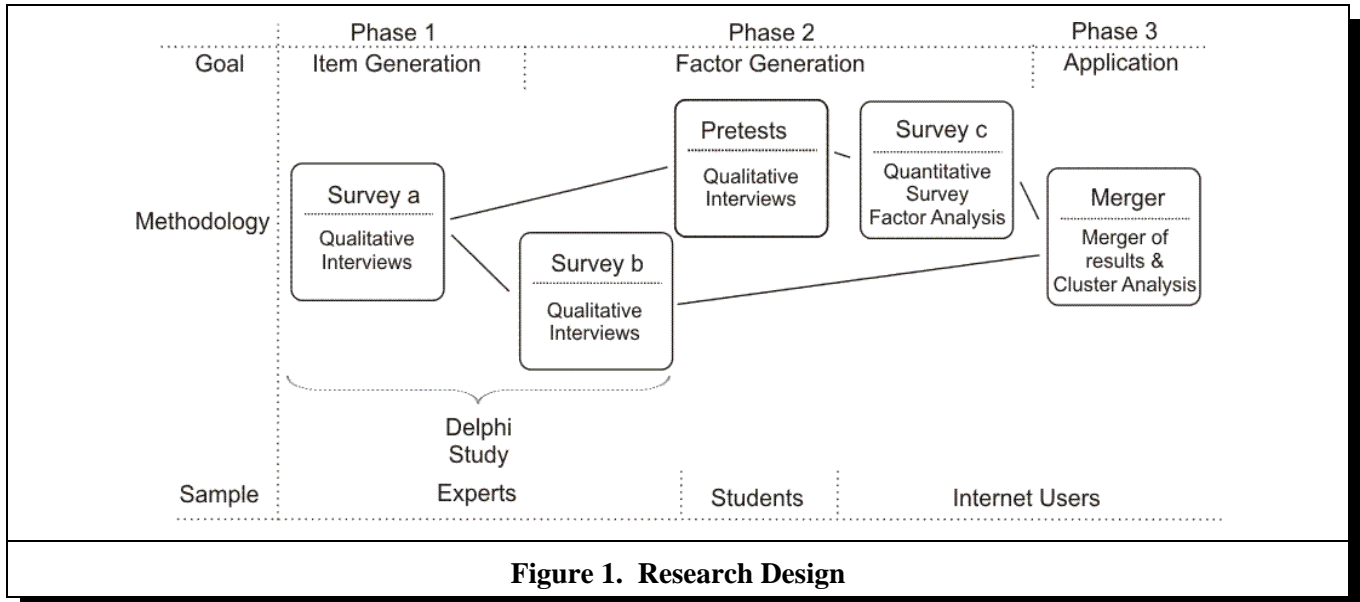 Phase 1 Phase 2 Phase 3
Goal Item Generation Factor Generation Application
Methodology
Survey a
Qualitative
Interviews
Survey b
Qualitative
Interviews
Pretests
Qualitative
Interviews
Survey c
Quantitative
Survey
Factor Analysis
Merger
Merger of
results &
Cluster Analysis
Delphi
Study
Sample Experts Students Internet Users
Figure 1. Research Design